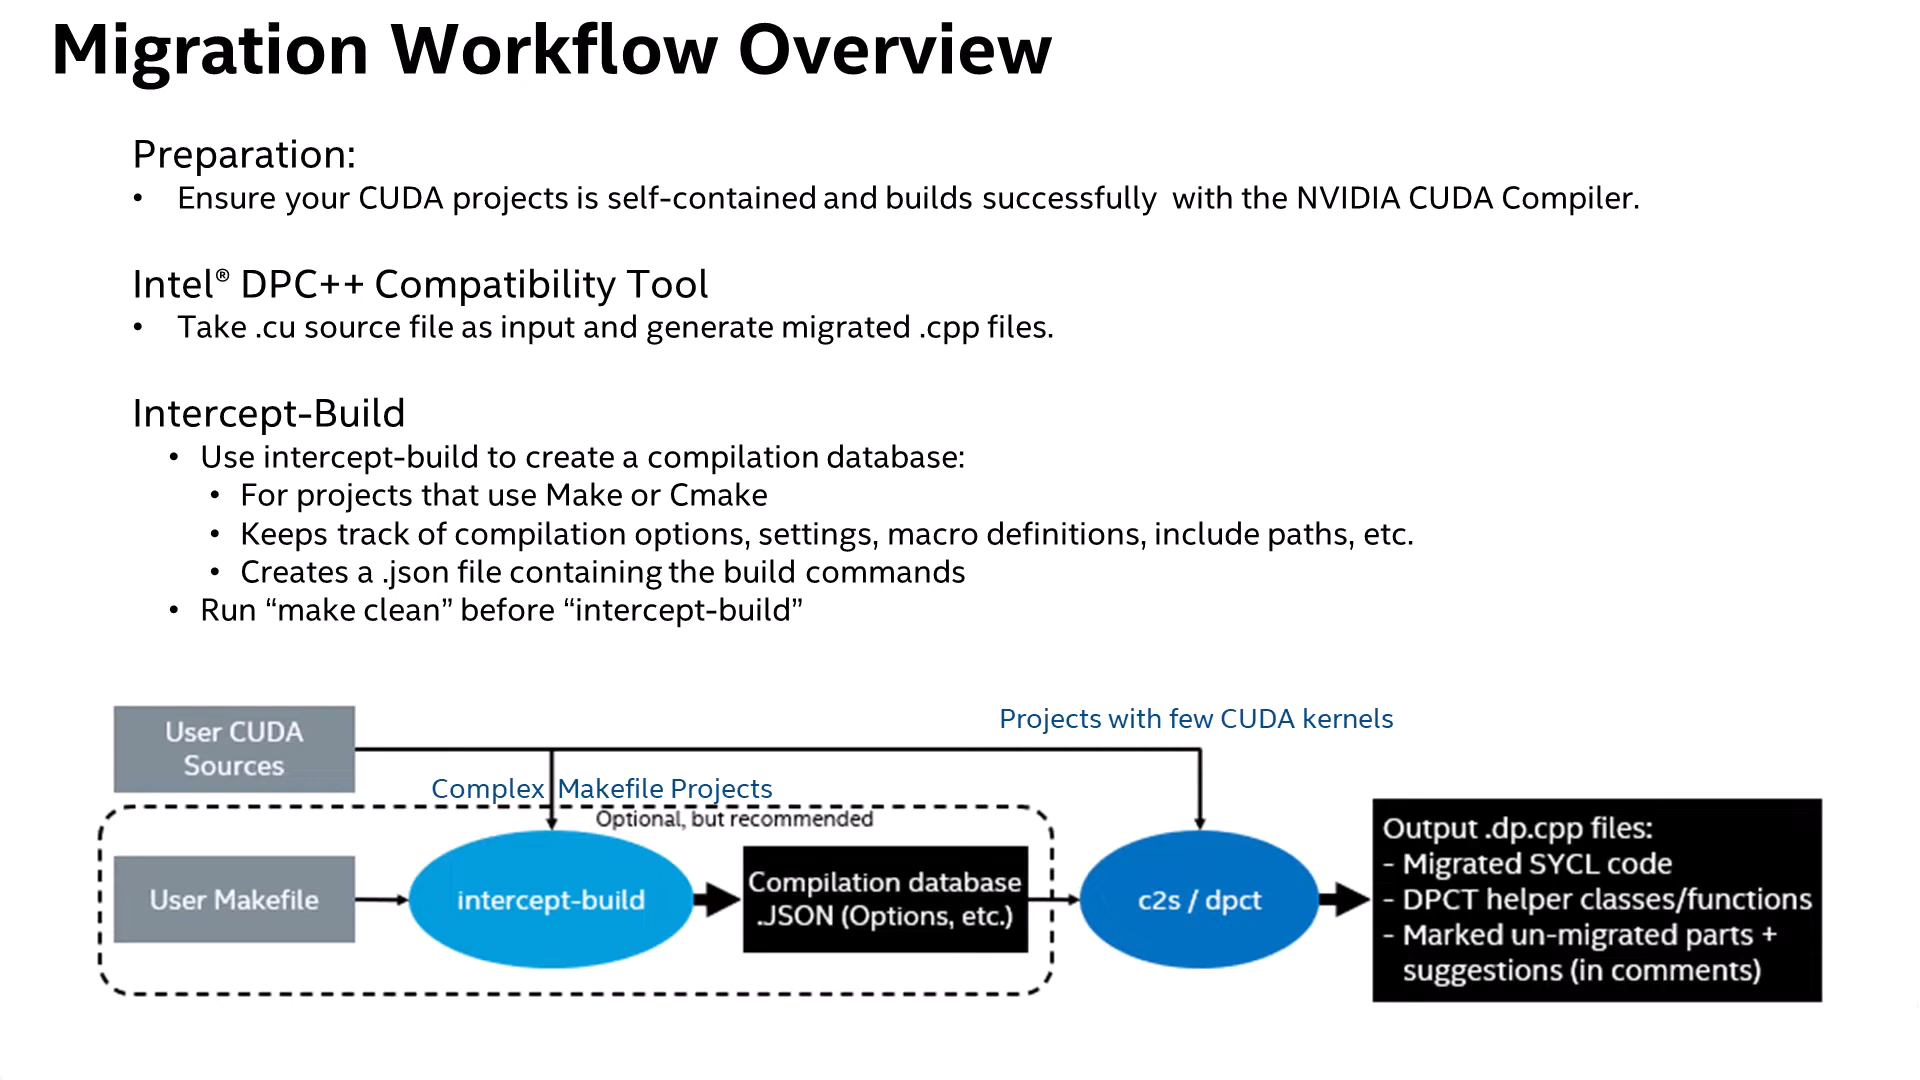 Migration Workflow Overview
Preparation:
• Ensure your CUDA projects is self-contained and builds successfully with the NVIDIA CUDA Compiler.
Intel® DPC++ Compatibility Tool
• Take .cu source file as input and generate migrated .cpp files.
Intercept-Build
• Use intercept-build to create a compilation database:
• For projects that use Make or Cmake
• Keeps track of compilation options, settings, macro definitions, include paths, etc.
• Creates a .json file containing the build commands
• Run “make clean” before “intercept-build”
User CUDA
Sources
Projects with few CUDA kernels
Complex Makefile Projects
Optional, but recommended
User Makefile
intercept-build
Compilation database
.JSON (Options, etc.)
c2s / dpct
Output .dp.cpp files:
- Migrated SYCL code
- DPCT helper classes/functions
- Marked un-migrated parts +
suggestions (in comments)